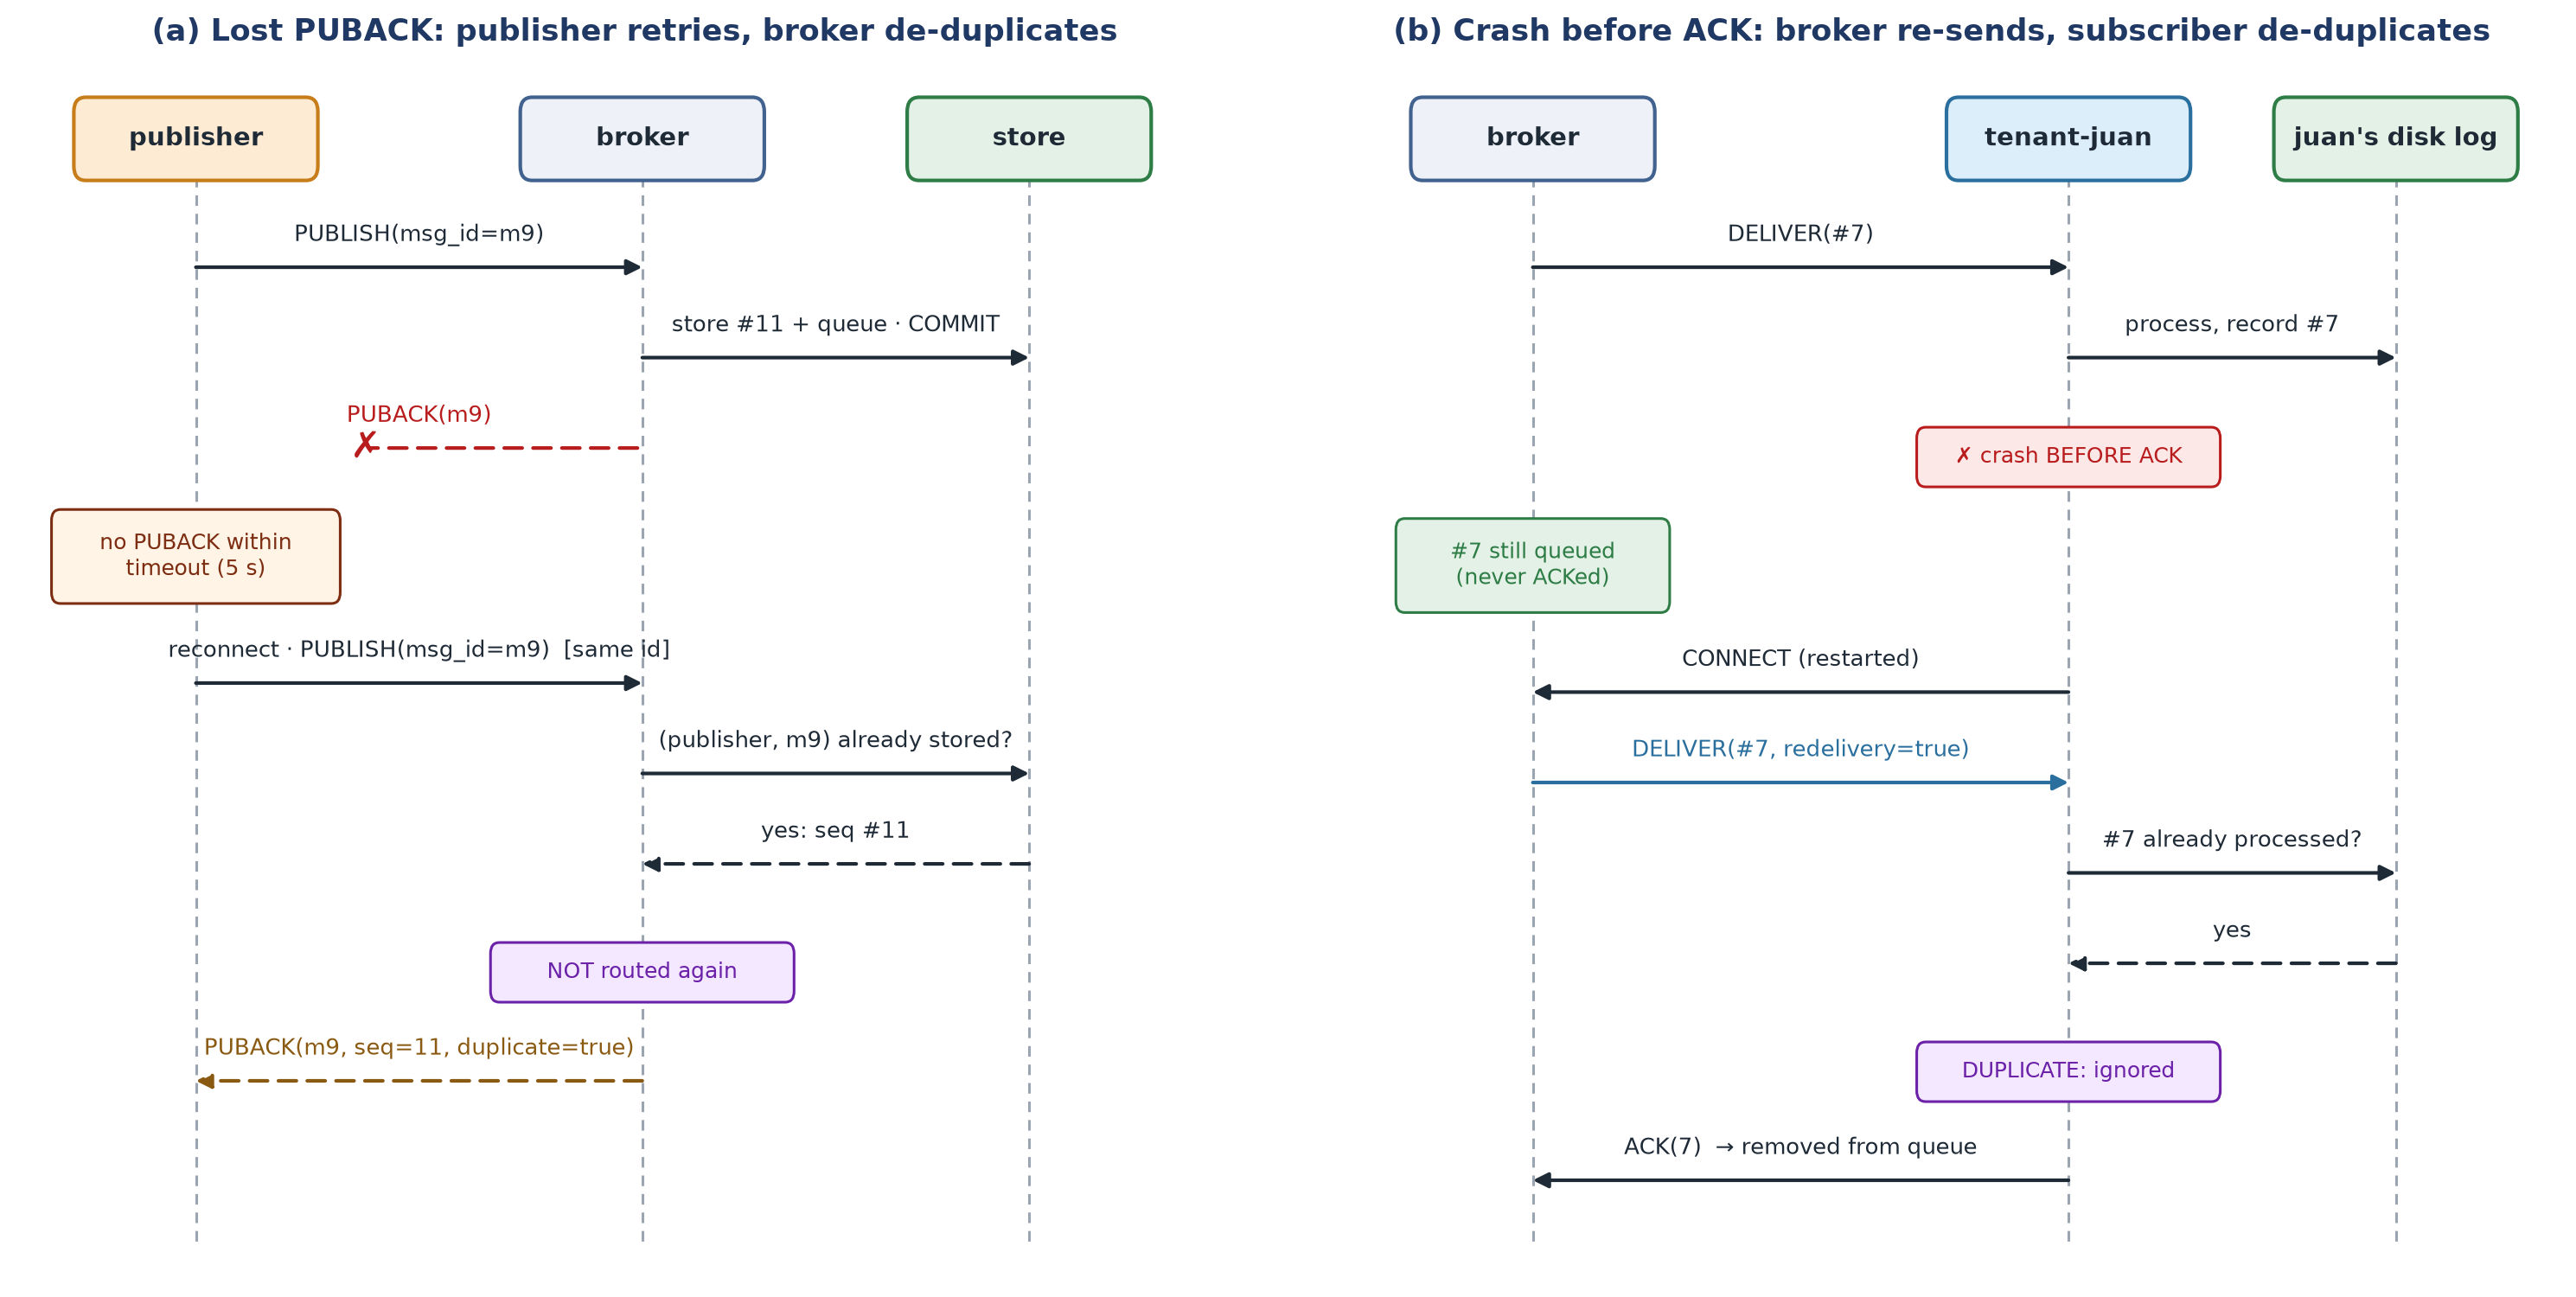 (a) Lost PUBACK: publisher retries, broker de-duplicates
publisher
broker
store
PUBLISH(msg_id=m9)
store #11 + queue · COMMIT
PUBACK(m9)
✗
no PUBACK within
timeout (5 s)
reconnect · PUBLISH(msg_id=m9)  [same id]
(publisher, m9) already stored?
yes: seq #11
NOT routed again
PUBACK(m9, seq=11, duplicate=true)
(b) Crash before ACK: broker re-sends, subscriber de-duplicates
broker
tenant-juan
juan's disk log
DELIVER(#7)
process, record #7
✗ crash BEFORE ACK
#7 still queued
(never ACKed)
CONNECT (restarted)
DELIVER(#7, redelivery=true)
#7 already processed?
yes
DUPLICATE: ignored
ACK(7)  → removed from queue